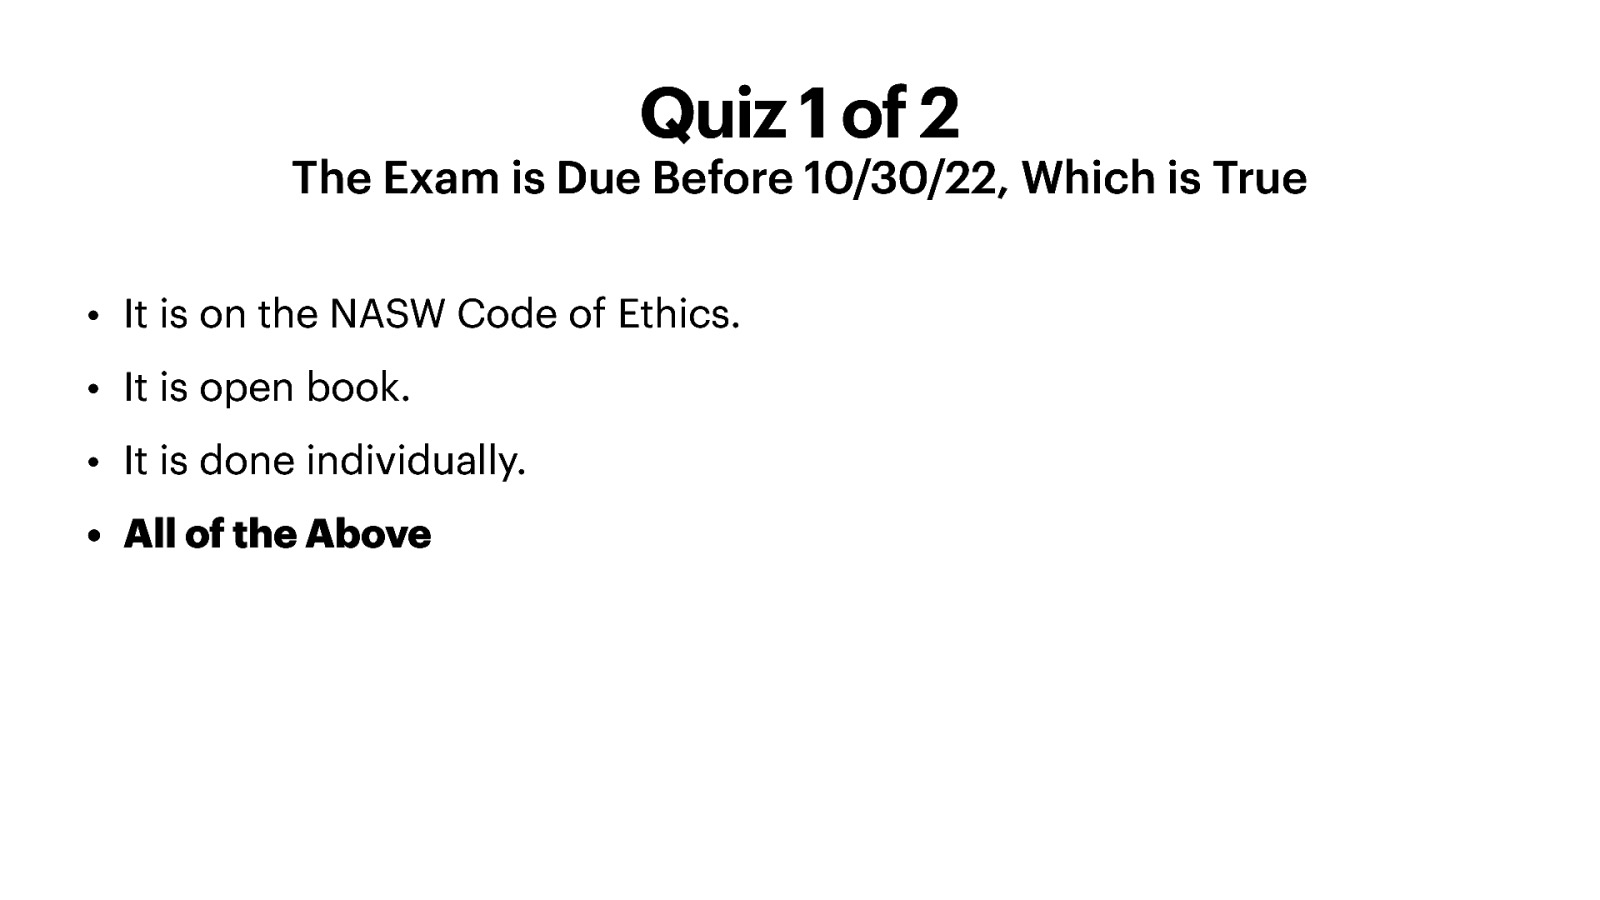 Quiz 1 of 2
The Exam is Due Before 10/30/22, Which is True
• It is on the NASW Code of Ethics.
• It is open book.
• It is done individually.
• All of the Above